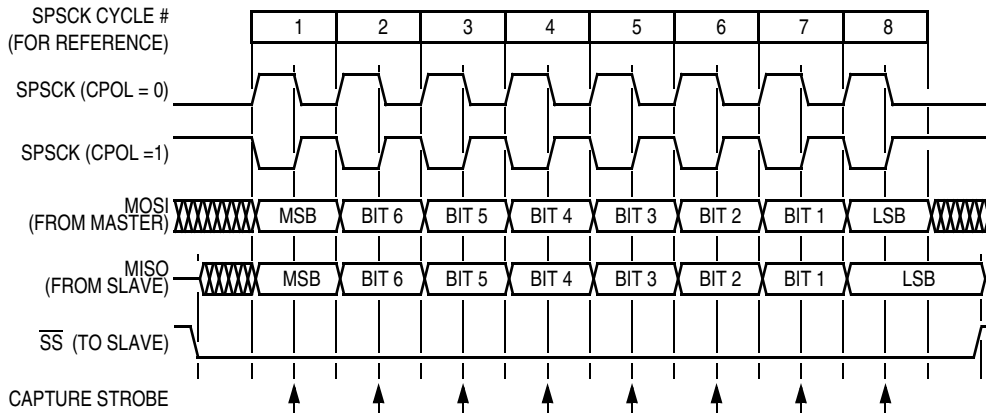 SPSCK CYCLE #
(FOR REFERENCE)
1 2 3 4 5 6 7 8
SPSCK (CPOL = 0)
SPSCK (CPOL =1)
MOSI
(FROM MASTER)
MSB BIT 6 BIT 5 BIT 4 BIT 3 BIT 2 BIT 1 LSB
MISO
(FROM SLAVE)
MSB BIT 6 BIT 5 BIT 4 BIT 3 BIT 2 BIT 1 LSB
SS (TO SLAVE)
CAPTURE STROBE